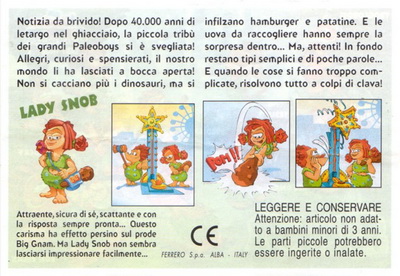 Notizia da brivido! Dopo 40.000 anni di
letargo nel ghiacciaio, la piccola tribù
dei grandi Paleoboys si è svegliata!
Allegri, curiosi e spensierati, il nostro
mondo li ha lasciati a bocca aperta!
Non si cacciano più i dinosauri, ma si
infilzano hamburger e patatine. E le
uova da raccogliere hanno sempre la
sorpresa dentro... Ma, attenti! In fondo
restano tipi semplici e di poche parole...
E quando le cose si fanno troppo com-
plicate, risolvono tutto a colpi di clava!
LADY SNOB
POM!!
Attraente, sicura di sé, scattante e con
la risposta sempre pronta... Questo
carisma ha effetto persino sul prode
Big Gnam. Ma Lady Snob non sembra
lasciarsi impressionare facilmente...
CE
FERRERO S.p.a. ALBA - ITALY
LEGGERE E CONSERVARE
Attenzione: articolo non adat-
to a bambini minori di 3 anni.
Le parti piccole potrebbero
essere ingerite o inalate.